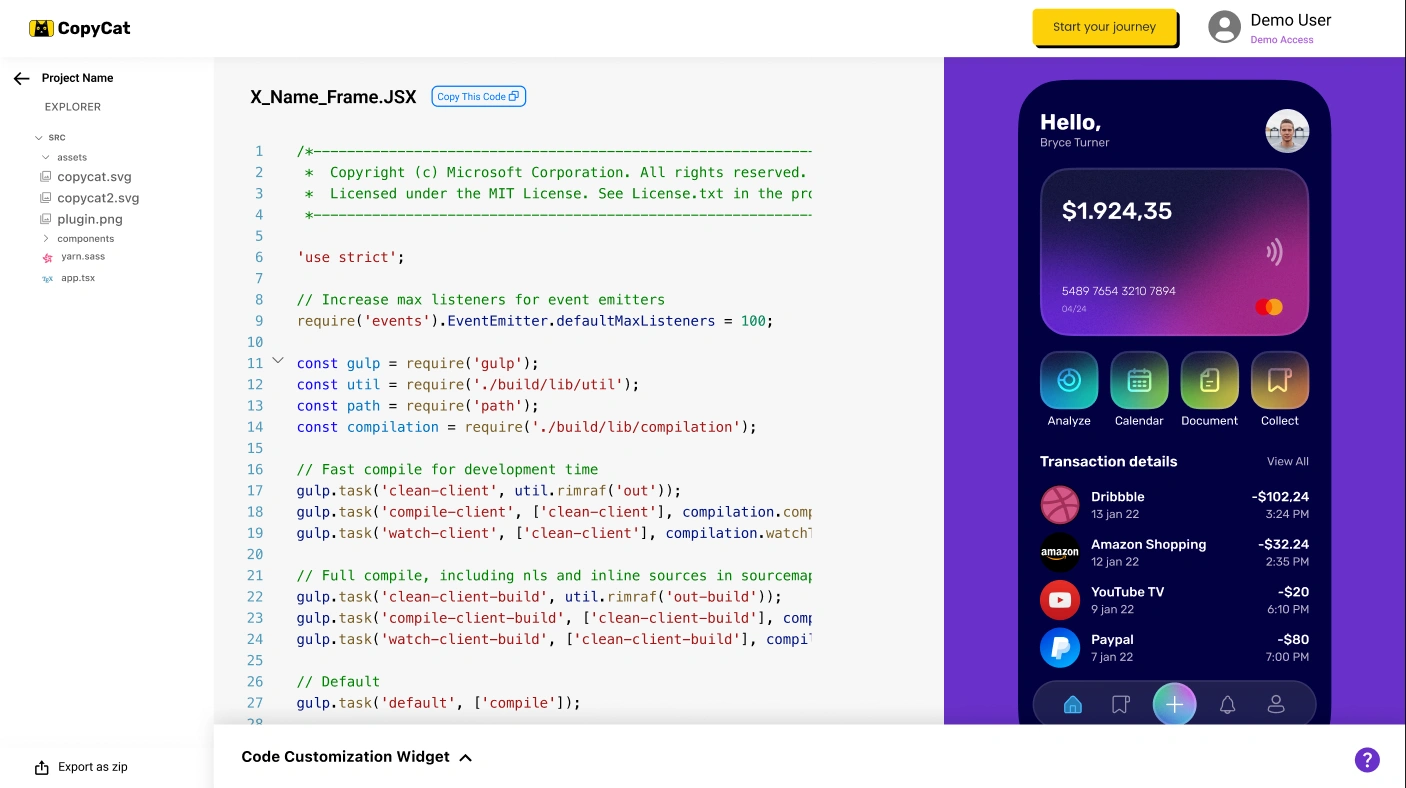 CopyCat
Start your journey
Demo User
Demo Access
Project Name
EXPLORER
SRC
assets
copycat.svg
copycat2.svg
plugin.png
components
yarn.sass
TEX app.tsx
Export as zip
X_Name_Frame.JSX
Copy This Code
1 /*---------------------------------------------------------------
2 * Copyright (c) Microsoft Corporation. All rights reserved.
3 * Licensed under the MIT License. See License.txt in the pro
4 *---------------------------------------------------------------
5
6 'use strict';
7
8 // Increase max listeners for event emitters
9 require('events').EventEmitter.defaultMaxListeners = 100;
10
11 const gulp = require('gulp');
12 const util = require('./build/lib/util');
13 const path = require('path');
14 const compilation = require('./build/lib/compilation');
15
16 // Fast compile for development time
17 gulp.task('clean-client', util.rimraf('out'));
18 gulp.task('compile-client', ['clean-client'], compilation.comp
19 gulp.task('watch-client', ['clean-client'], compilation.watchT
20
21 // Full compile, including nls and inline sources in sourcemap
22 gulp.task('clean-client-build', util.rimraf('out-build'));
23 gulp.task('compile-client-build', ['clean-client-build'], comp
24 gulp.task('watch-client-build', ['clean-client-build'], compil
25
26 // Default
27 gulp.task('default', ['compile']);
28
Code Customization Widget
Hello,
Bryce Turner
$1.924,35
5489 7654 3210 7894
04/24
Analyze Calendar Document Collect
Transaction details View All
Dribbble -$102,24
13 jan 22 3:24 PM
amazon
Amazon Shopping -$32.24
12 jan 22 2:35 PM
YouTube TV -$20
9 jan 22 6:10 PM
Paypal -$80
7 jan 22 7:00 PM
?